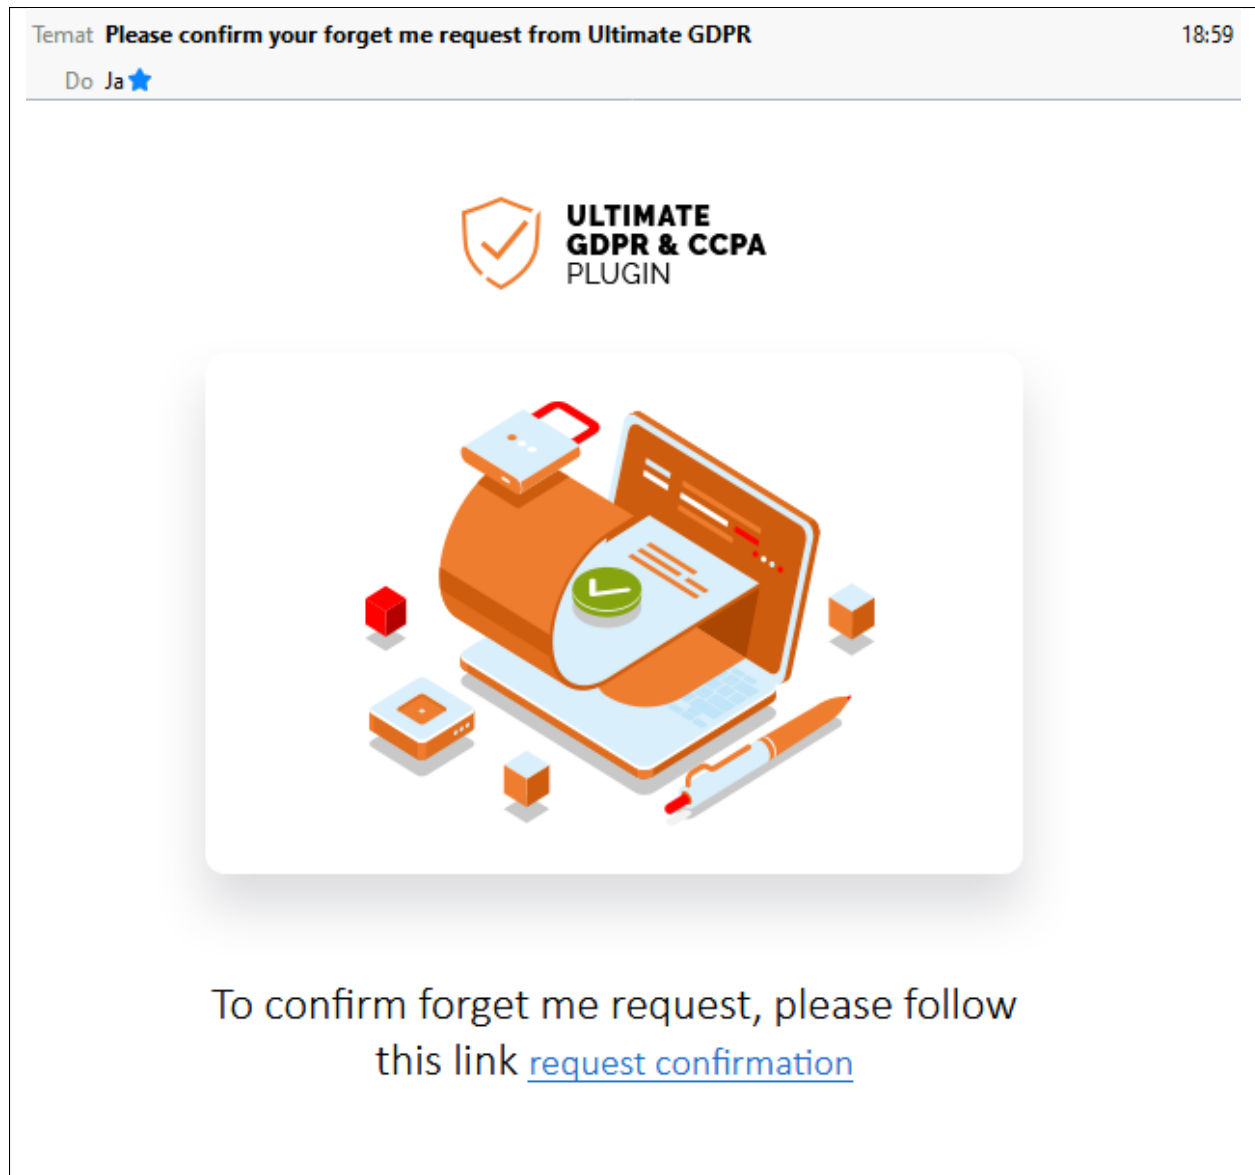 Temat Please confirm your forget me request from Ultimate GDPR 18:59
Do Ja
ULTIMATE
GDPR & CCPA
PLUGIN
To confirm forget me request, please follow
this link request confirmation